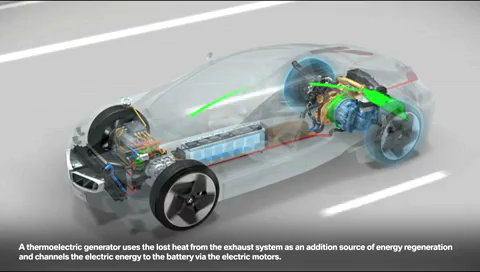 A thermoelectric generator uses the lost heat from the exhaust system as an addition source of energy regeneration
and channels the electric energy to the battery via the electric motors.